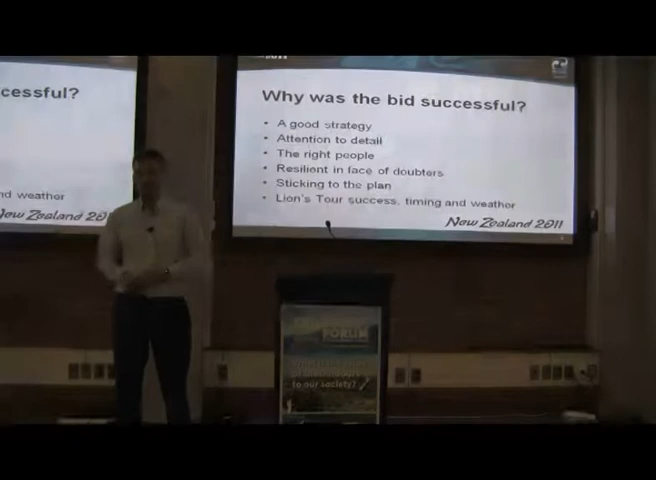 ccessful?
nd weather
New Zealand 20
Why was the bid successful?
• A good strategy
• Attention to detail
• The right people
• Resilient in face of doubters
• Sticking to the plan
• Lion's Tour success, timing and weather
New Zealand 2011
FORUM
to our society?